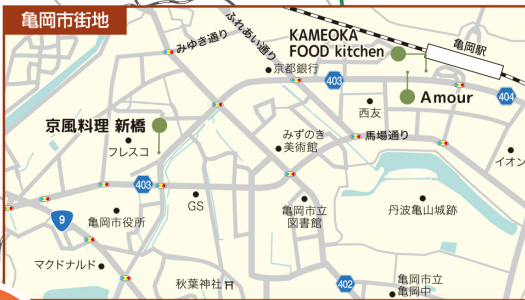 亀岡市街地
みゆき通り
ふれあい通り
KAMEOKA
FOOD kitchen
亀岡駅
京都銀行
403
404
Amour
西友
京風料理 新橋
フレスコ
みずのき
美術館
馬場通り
イオン
403
GS
9
亀岡市役所
亀岡市立
図書館
丹波亀山城跡
マクドナルド
秋葉神社
402
亀岡市立
亀岡中